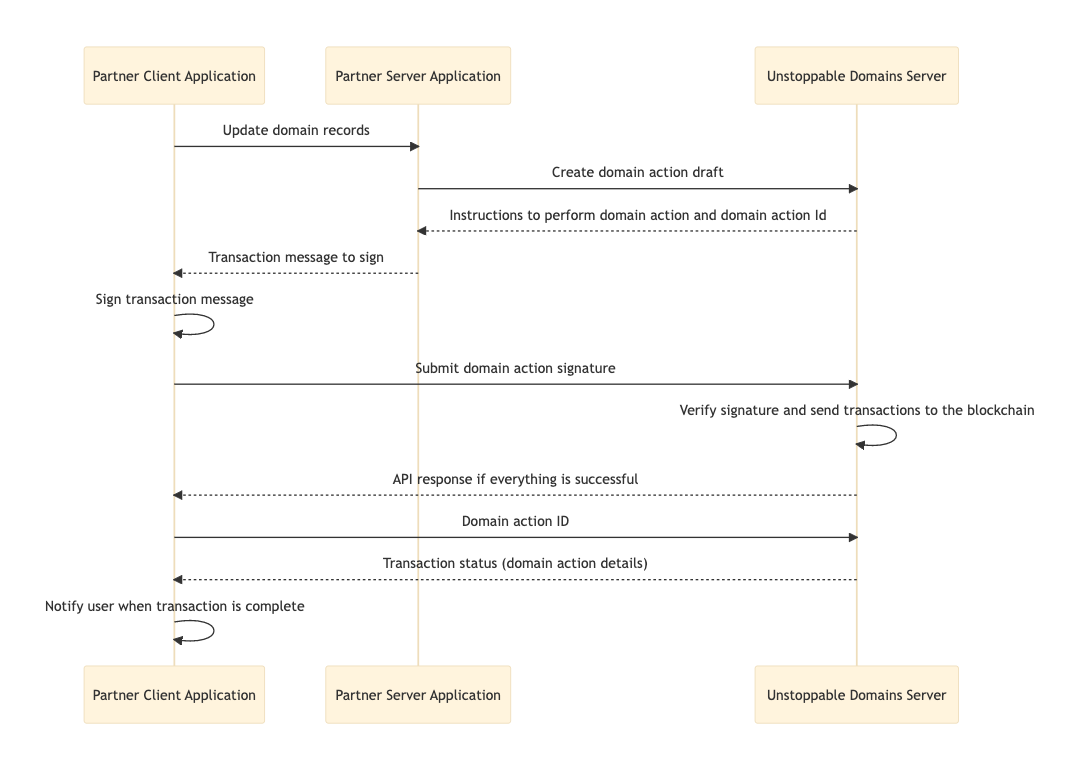 Partner Client Application
Partner Server Application
Unstoppable Domains Server
Update domain records
Create domain action draft
Instructions to perform domain action and domain action Id
Transaction message to sign
Sign transaction message
Submit domain action signature
Verify signature and send transactions to the blockchain
API response if everything is successful
Domain action ID
Transaction status (domain action details)
Notify user when transaction is complete
Partner Client Application
Partner Server Application
Unstoppable Domains Server